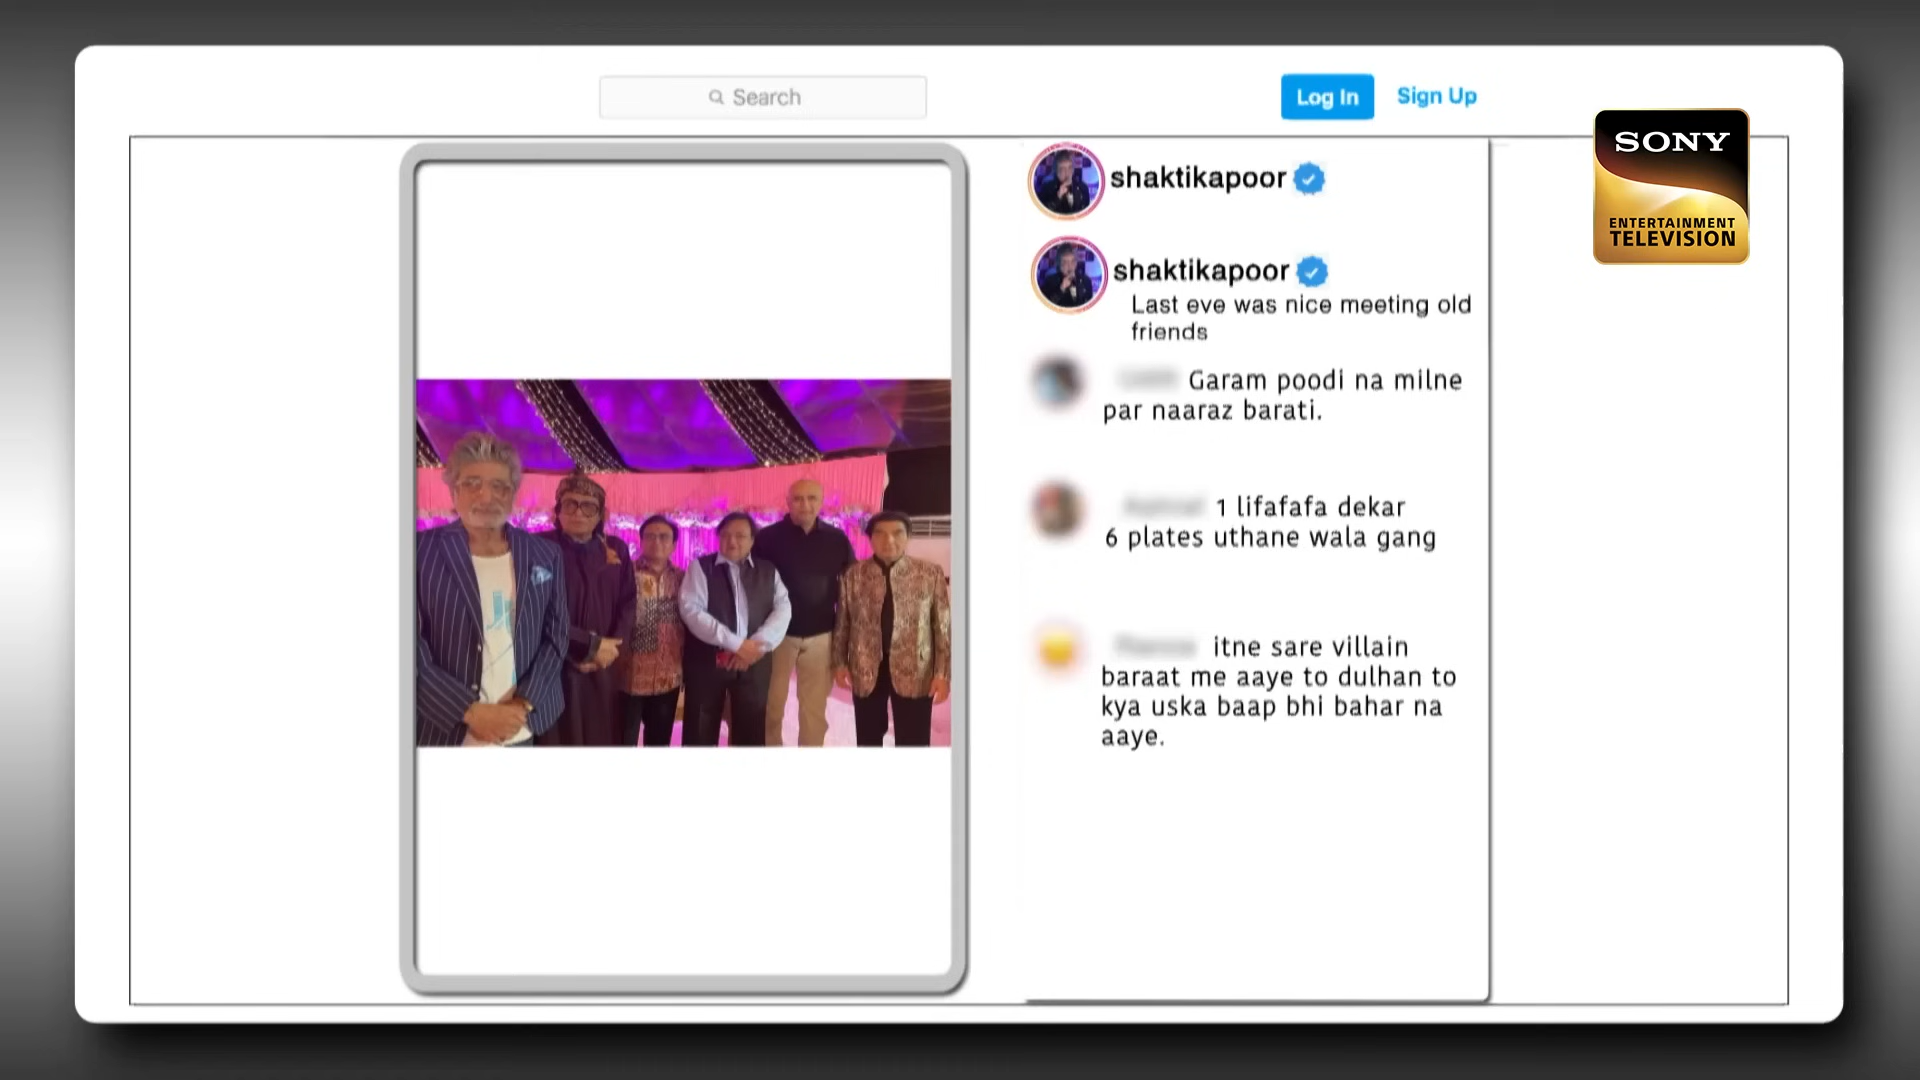 Search
Log In
Sign Up
SONY
ENTERTAINMENT
TELEVISION
shaktikapoor
shaktikapoor
Last eve was nice meeting old
friends
Garam poodi na milne
par naaraz barati.
1 lifafafa dekar
6 plates uthane wala gang
itne sare villain
baraat me aaye to dulhan to
kya uska baap bhi bahar na
aaye.